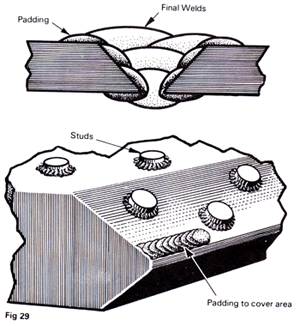 Final Welds
Padding
Studs
Padding to cover area
Fig 29